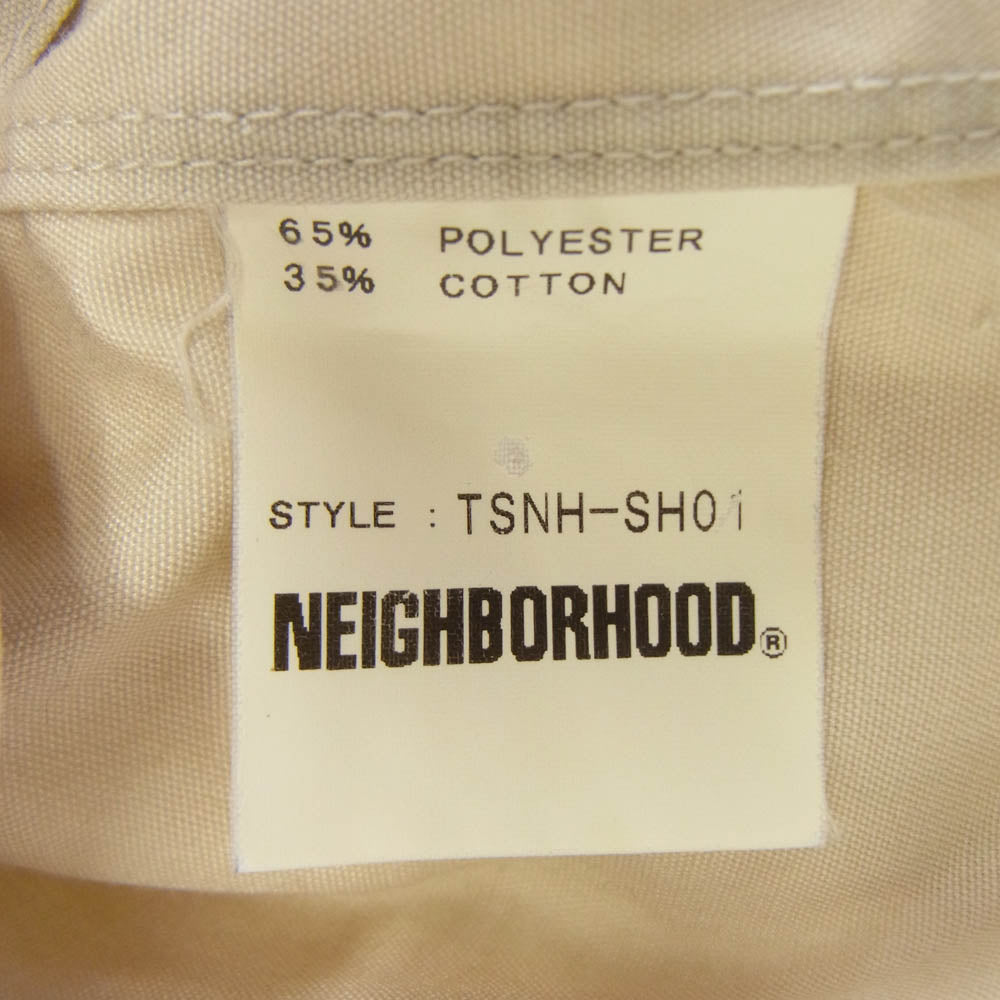 65% POLYESTER
35% COTTON
STYLE : TSNH-SH01
NEIGHBORHOOD®